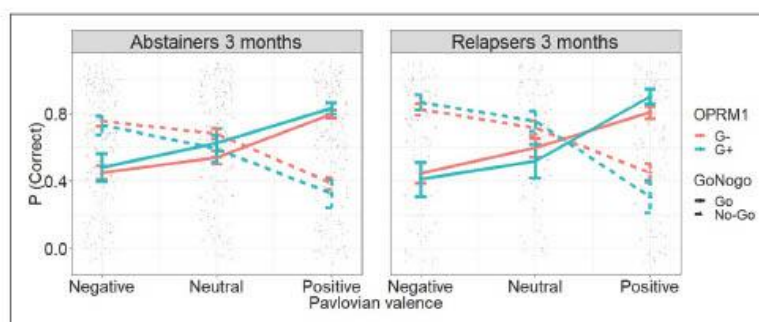 Abstainers 3 months
Relapsers 3 months
P (Correct)
0.8
0.4
0.0
Negative
Neutral
Positive
Negative
Neutral
Positive
Pavlovian valence
OPRM1
G-
G+
GoNogo
Go
No-Go